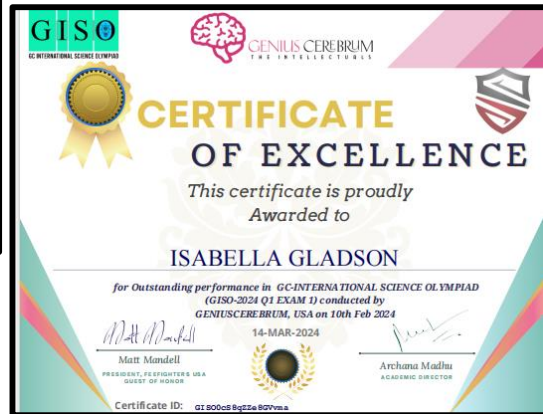 GISO
GC INTERNATIONAL SCIENCE OLYMPIAD
GENIUS CEREBRUM
THE INTELLECTUALS
CERTIFICATE
OF EXCELLENCE
This certificate is proudly
Awarded to
ISABELLA GLADSON
for Outstanding performance in GC-INTERNATIONAL SCIENCE OLYMPIAD
(GISO-2024 Q1 EXAM 1) conducted by
GENIUSCEREBRUM, USA on 10th Feb 2024
14-MAR-2024
Matt Mandell
Matt Mandell
PRESIDENT, FESFIGHTERS USA
GUEST OF HONOR
Archana Madhu
ACADEMIC DIRECTOR
Certificate ID: